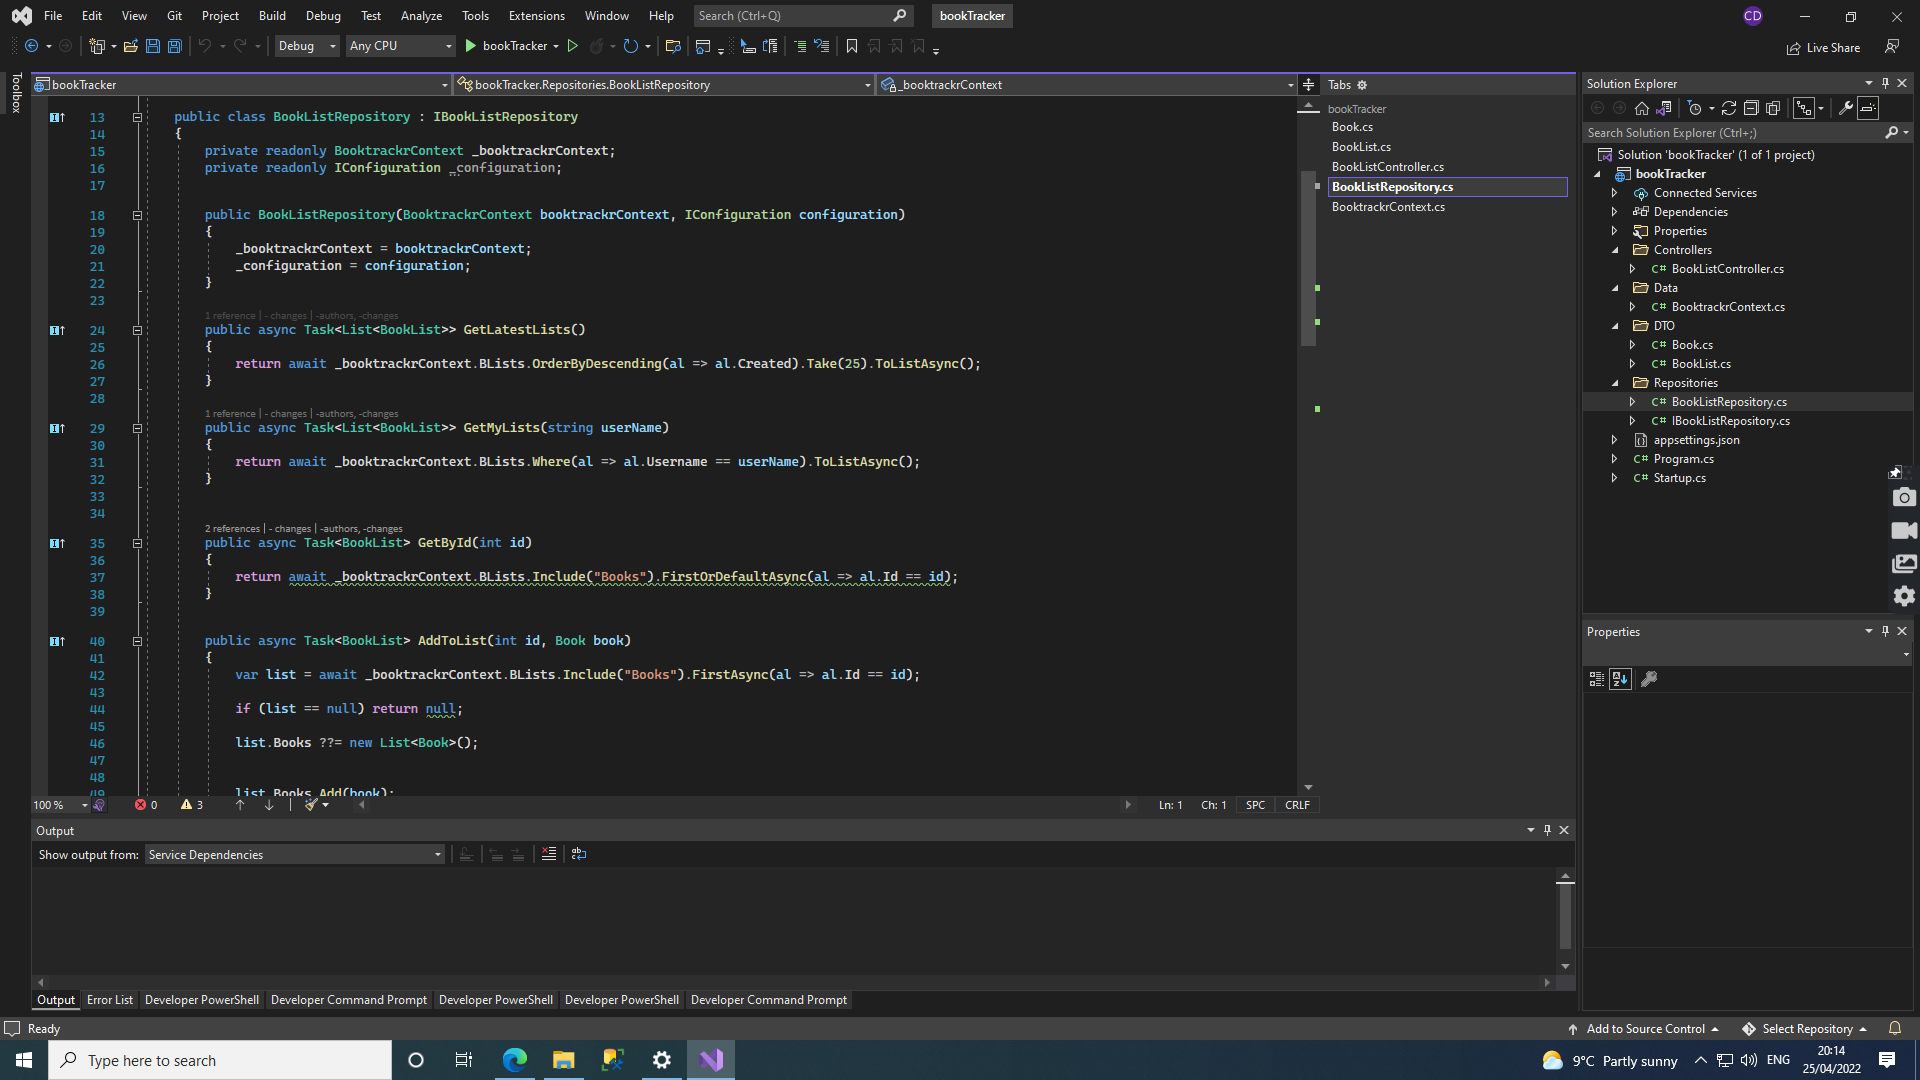 File Edit View Git Project Build Debug Test Analyze Tools Extensions Window Help Search (Ctrl+Q) bookTracker CD
Debug Any CPU bookTracker Live Share
Toolbox
bookTracker bookTracker.Repositories.BookListRepository _booktrackrContext
13 public class BookListRepository : IBookListRepository
14 {
15 private readonly BooktrackrContext _booktrackrContext;
16 private readonly IConfiguration _configuration;
17
18 public BookListRepository(BooktrackrContext booktrackrContext, IConfiguration configuration)
19 {
20 _booktrackrContext = booktrackrContext;
21 _configuration = configuration;
22 }
23
1 reference | - changes | -authors, -changes
24 public async Task<List<BookList>> GetLatestLists()
25 {
26 return await _booktrackrContext.BLists.OrderByDescending(al => al.Created).Take(25).ToListAsync();
27 }
28
1 reference | - changes | -authors, -changes
29 public async Task<List<BookList>> GetMyLists(string userName)
30 {
31 return await _booktrackrContext.BLists.Where(al => al.Username == userName).ToListAsync();
32 }
33
34
2 references | - changes | -authors, -changes
35 public async Task<BookList> GetById(int id)
36 {
37 return await _booktrackrContext.BLists.Include("Books").FirstOrDefaultAsync(al => al.Id == id);
38 }
39
40 public async Task<BookList> AddToList(int id, Book book)
41 {
42 var list = await _booktrackrContext.BLists.Include("Books").FirstAsync(al => al.Id == id);
43
44 if (list == null) return null;
45
46 list.Books ??= new List<Book>();
47
48
49 list.Books.Add(book);
100 % 0 3 Ln: 1 Ch: 1 SPC CRLF
Tabs
bookTracker
Book.cs
BookList.cs
BookListController.cs
BookListRepository.cs
BooktrackrContext.cs
Solution Explorer
Search Solution Explorer (Ctrl+;)
Solution 'bookTracker' (1 of 1 project)
bookTracker
Connected Services
Dependencies
Properties
Controllers
C# BookListController.cs
Data
C# BooktrackrContext.cs
DTO
C# Book.cs
C# BookList.cs
Repositories
C# BookListRepository.cs
C# IBookListRepository.cs
appsettings.json
C# Program.cs
C# Startup.cs
Properties
Output
Show output from: Service Dependencies
Output Error List Developer PowerShell Developer Command Prompt Developer PowerShell Developer PowerShell Developer Command Prompt
Ready Add to Source Control Select Repository
Type here to search 9°C Partly sunny ENG 20:14
25/04/2022